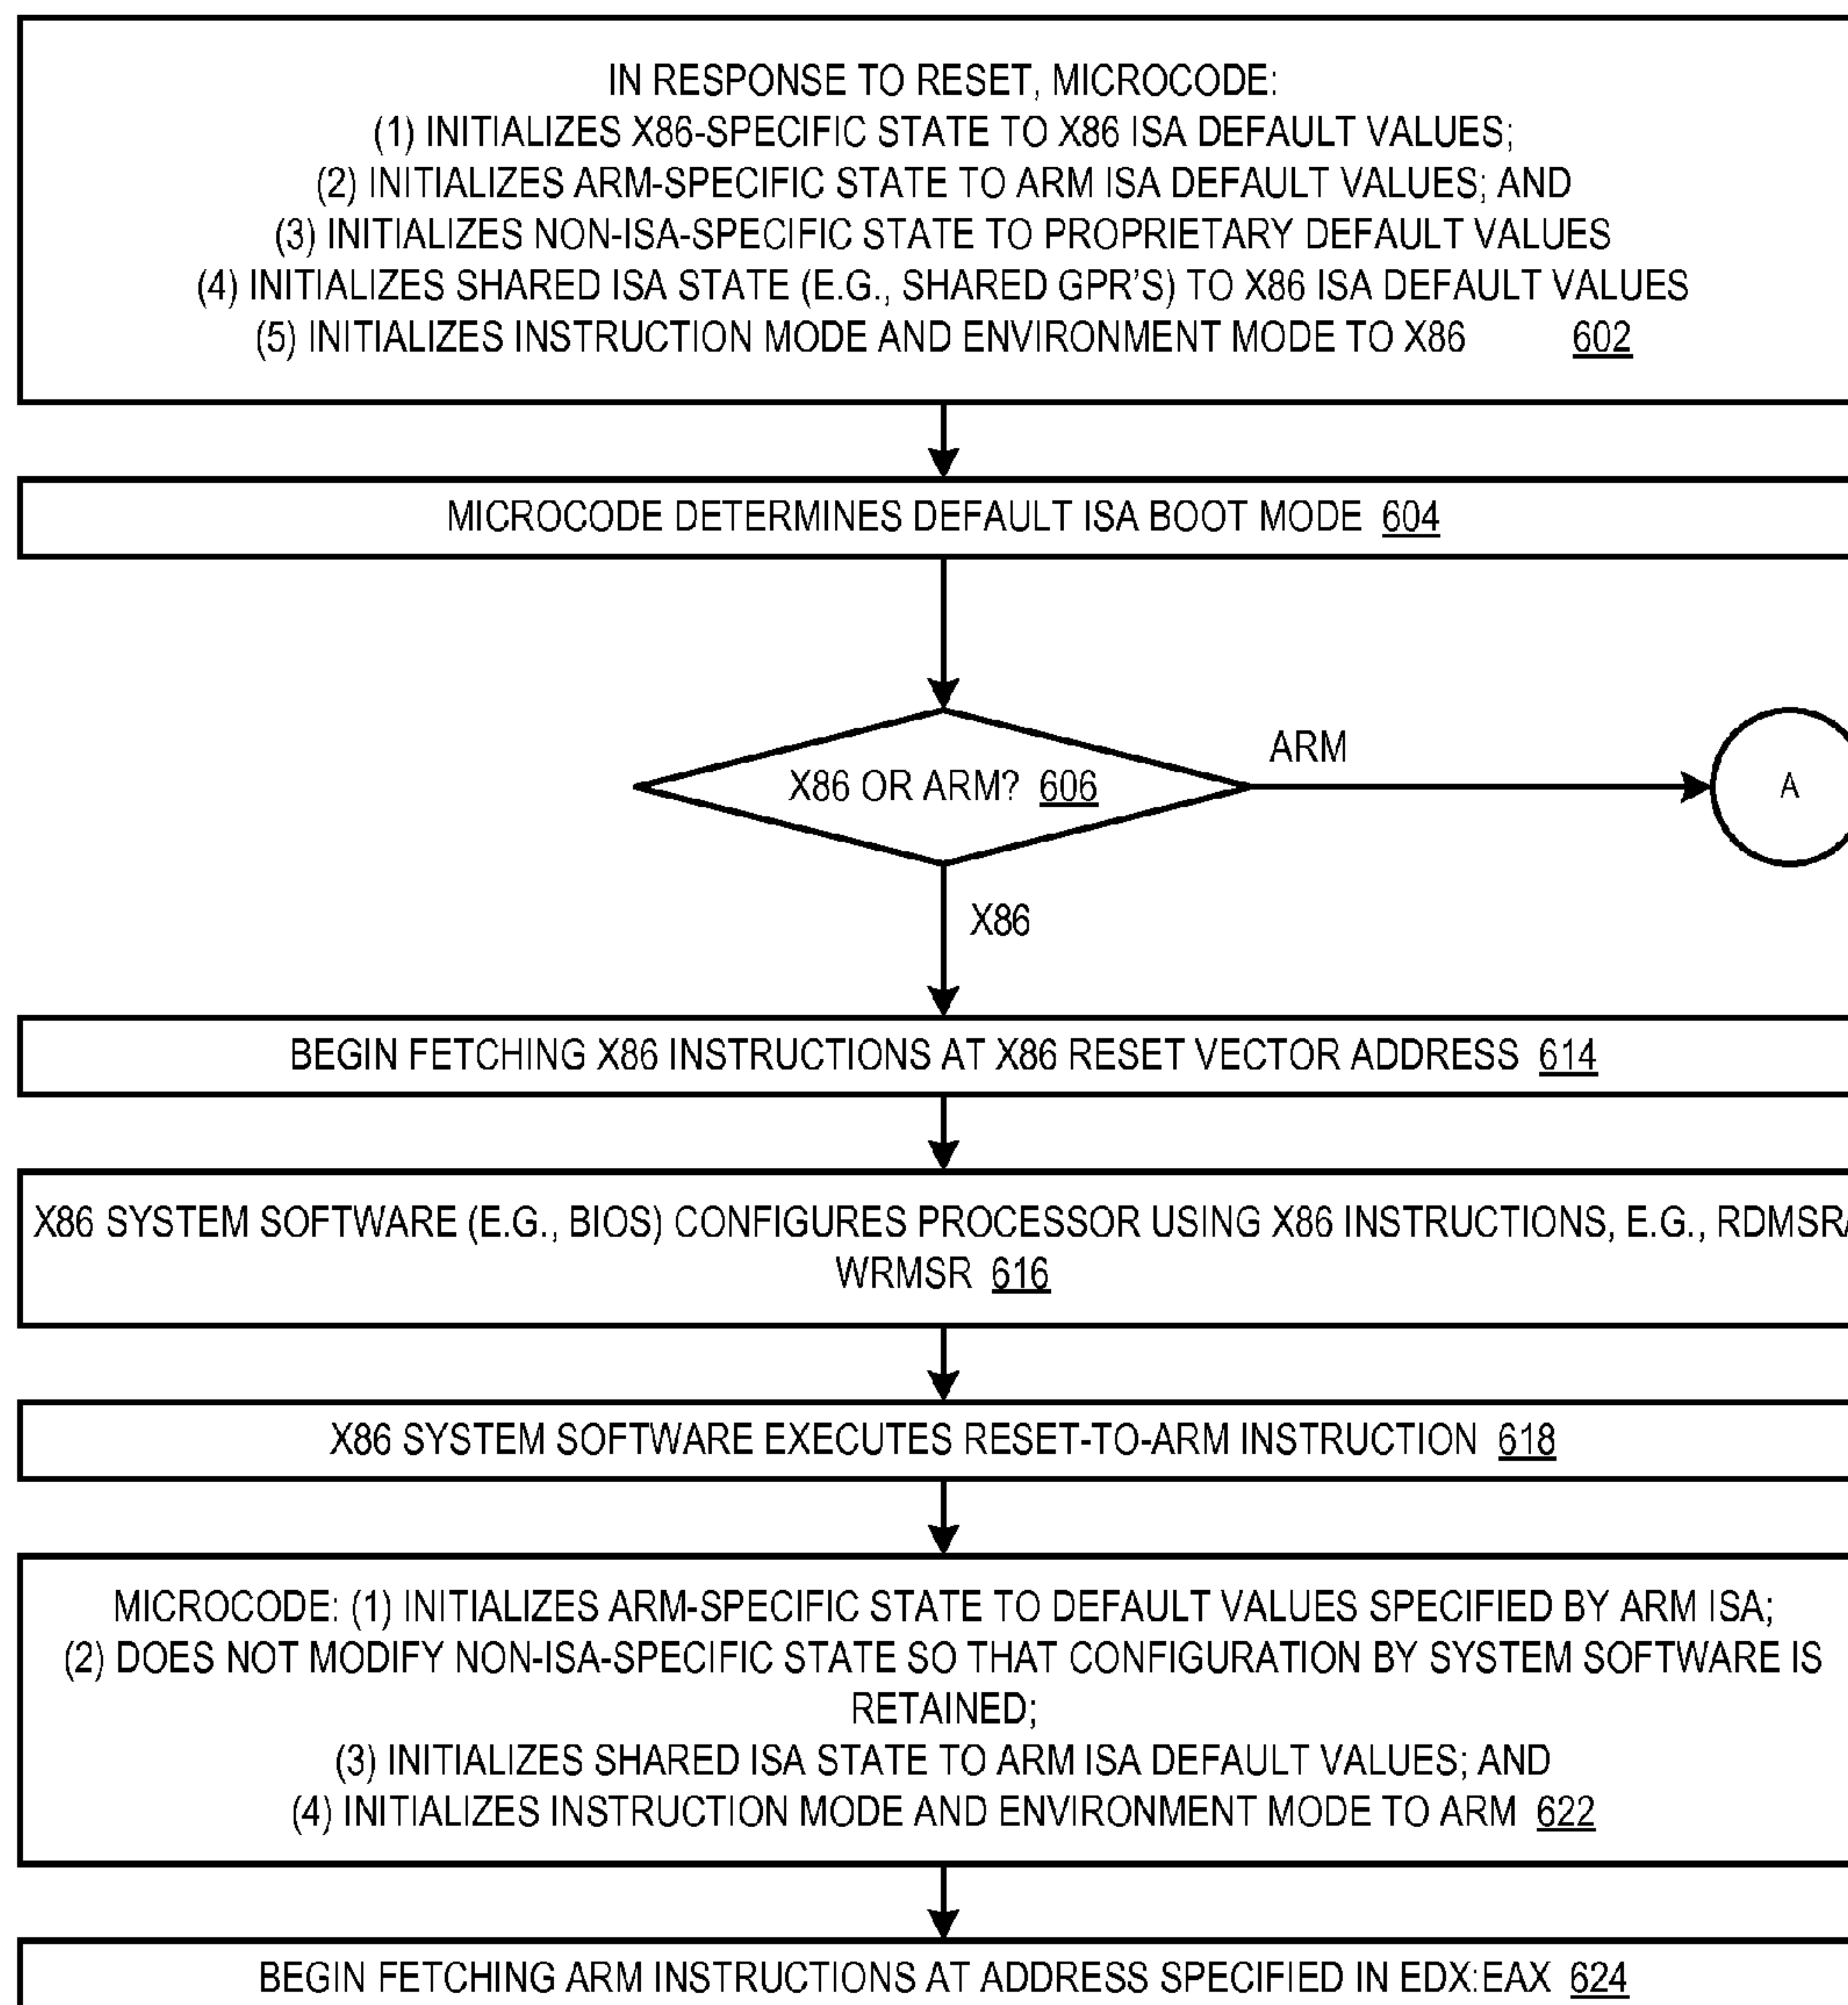 IN RESPONSE TO RESET, MICROCODE:
(1) INITIALIZES X86-SPECIFIC STATE TO X86 ISA DEFAULT VALUES;
(2) INITIALIZES ARM-SPECIFIC STATE TO ARM ISA DEFAULT VALUES; AND
(3) INITIALIZES NON-ISA-SPECIFIC STATE TO PROPRIETARY DEFAULT VALUES
(4) INITIALIZES SHARED ISA STATE (E.G., SHARED GPR'S) TO X86 ISA DEFAULT VALUES
(5) INITIALIZES INSTRUCTION MODE AND ENVIRONMENT MODE TO X86 602
MICROCODE DETERMINES DEFAULT ISA BOOT MODE 604
ARM
X86 OR ARM? 606
A
X86
BEGIN FETCHING X86 INSTRUCTIONS AT X86 RESET VECTOR ADDRESS 614
X86 SYSTEM SOFTWARE (E.G., BIOS) CONFIGURES PROCESSOR USING X86 INSTRUCTIONS, E.G., RDMSR/
WRMSR 616
X86 SYSTEM SOFTWARE EXECUTES RESET-TO-ARM INSTRUCTION 618
MICROCODE: (1) INITIALIZES ARM-SPECIFIC STATE TO DEFAULT VALUES SPECIFIED BY ARM ISA;
(2) DOES NOT MODIFY NON-ISA-SPECIFIC STATE SO THAT CONFIGURATION BY SYSTEM SOFTWARE IS
RETAINED;
(3) INITIALIZES SHARED ISA STATE TO ARM ISA DEFAULT VALUES; AND
(4) INITIALIZES INSTRUCTION MODE AND ENVIRONMENT MODE TO ARM 622
BEGIN FETCHING ARM INSTRUCTIONS AT ADDRESS SPECIFIED IN EDX:EAX 624